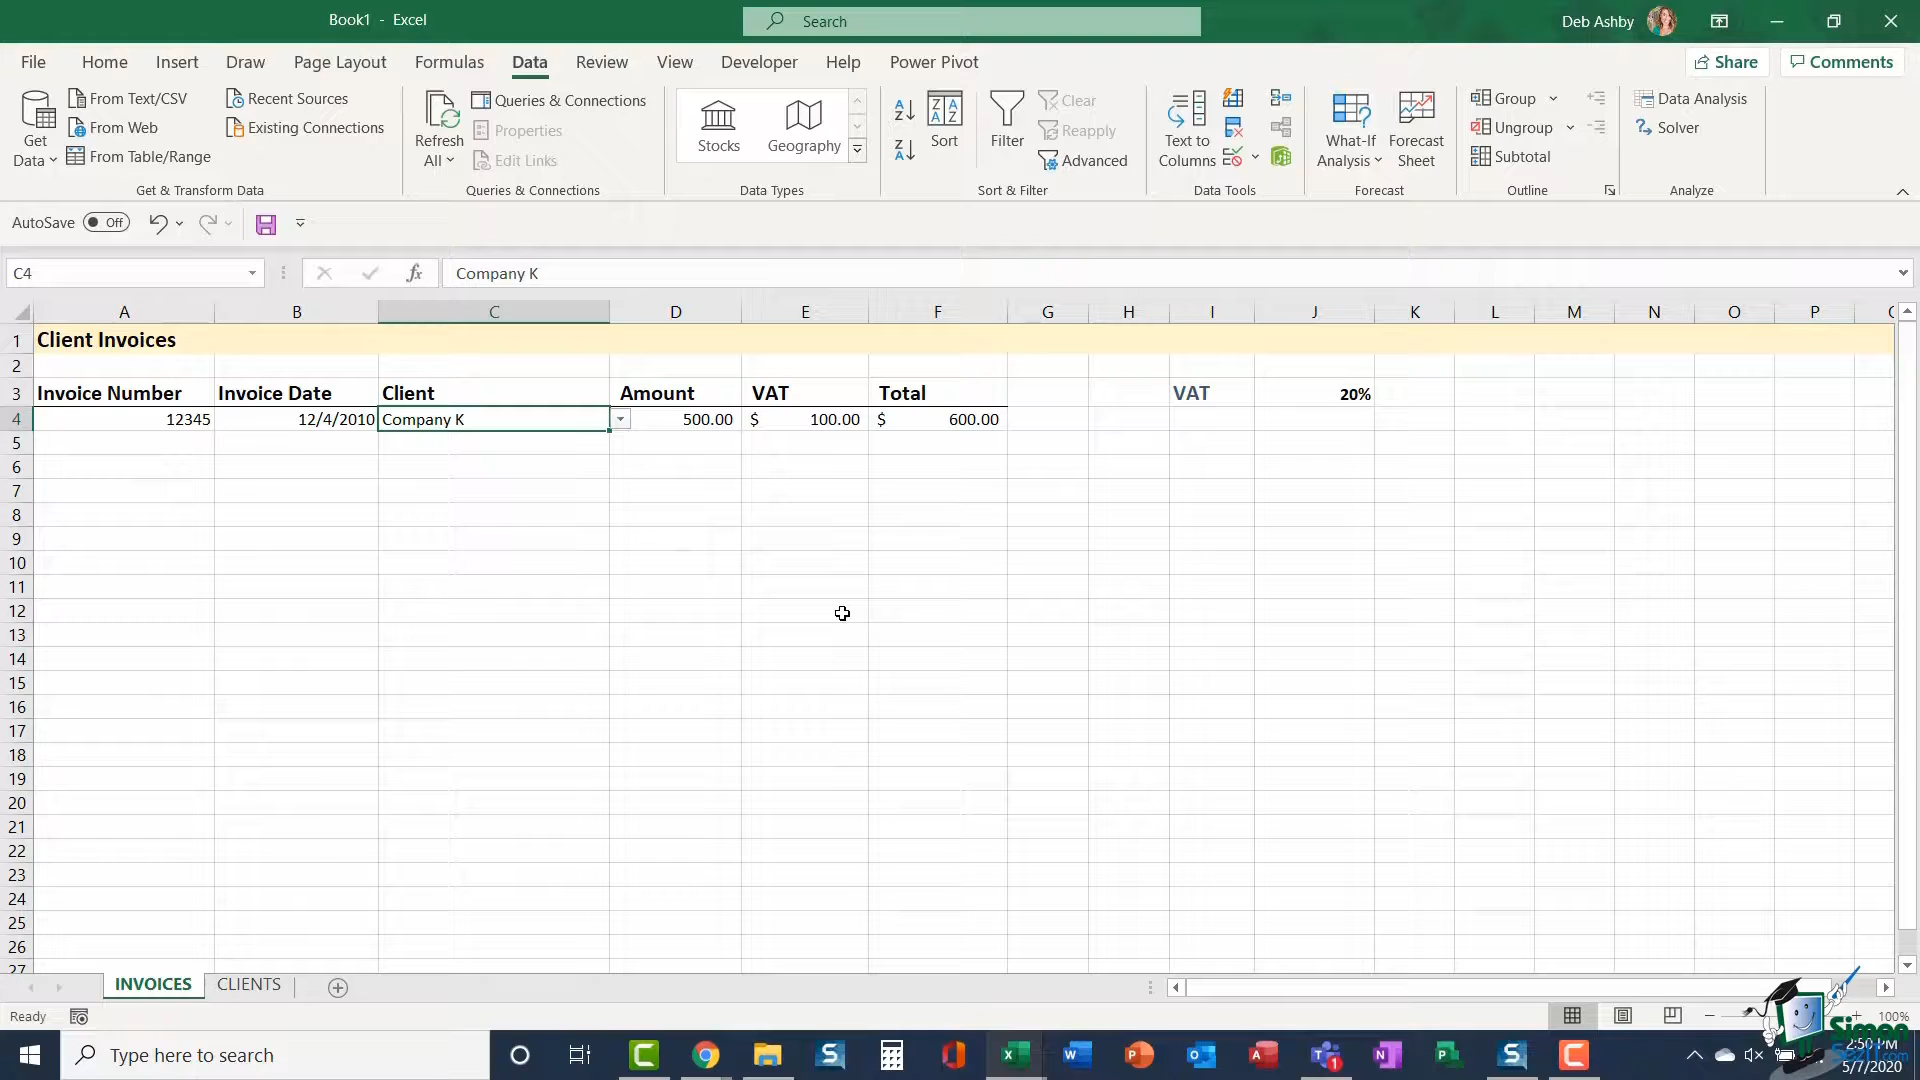 Book1 - Excel
Search
Deb Ashby
File Home Insert Draw Page Layout Formulas Data Review View Developer Help Power Pivot
Share
Comments
Get Data
From Text/CSV
From Web
From Table/Range
Recent Sources
Existing Connections
Get & Transform Data
Refresh All
Queries & Connections
Properties
Edit Links
Queries & Connections
Stocks
Geography
Data Types
Sort
Filter
Clear
Reapply
Advanced
Sort & Filter
Text to Columns
Data Tools
What-If Analysis
Forecast Sheet
Forecast
Group
Ungroup
Subtotal
Outline
Data Analysis
Solver
Analyze
AutoSave Off
C4
fx
Company K
A B C D E F G H I J K L M N O P
1 Client Invoices
2
3 Invoice Number Invoice Date Client Amount VAT Total VAT 20%
4 12345 12/4/2010 Company K 500.00 $ 100.00 $ 600.00
5
6
7
8
9
10
11
12
13
14
15
16
17
18
19
20
21
22
23
24
25
26
27
INVOICES CLIENTS
Ready
100%
Type here to search
2:50 PM
5/7/2020